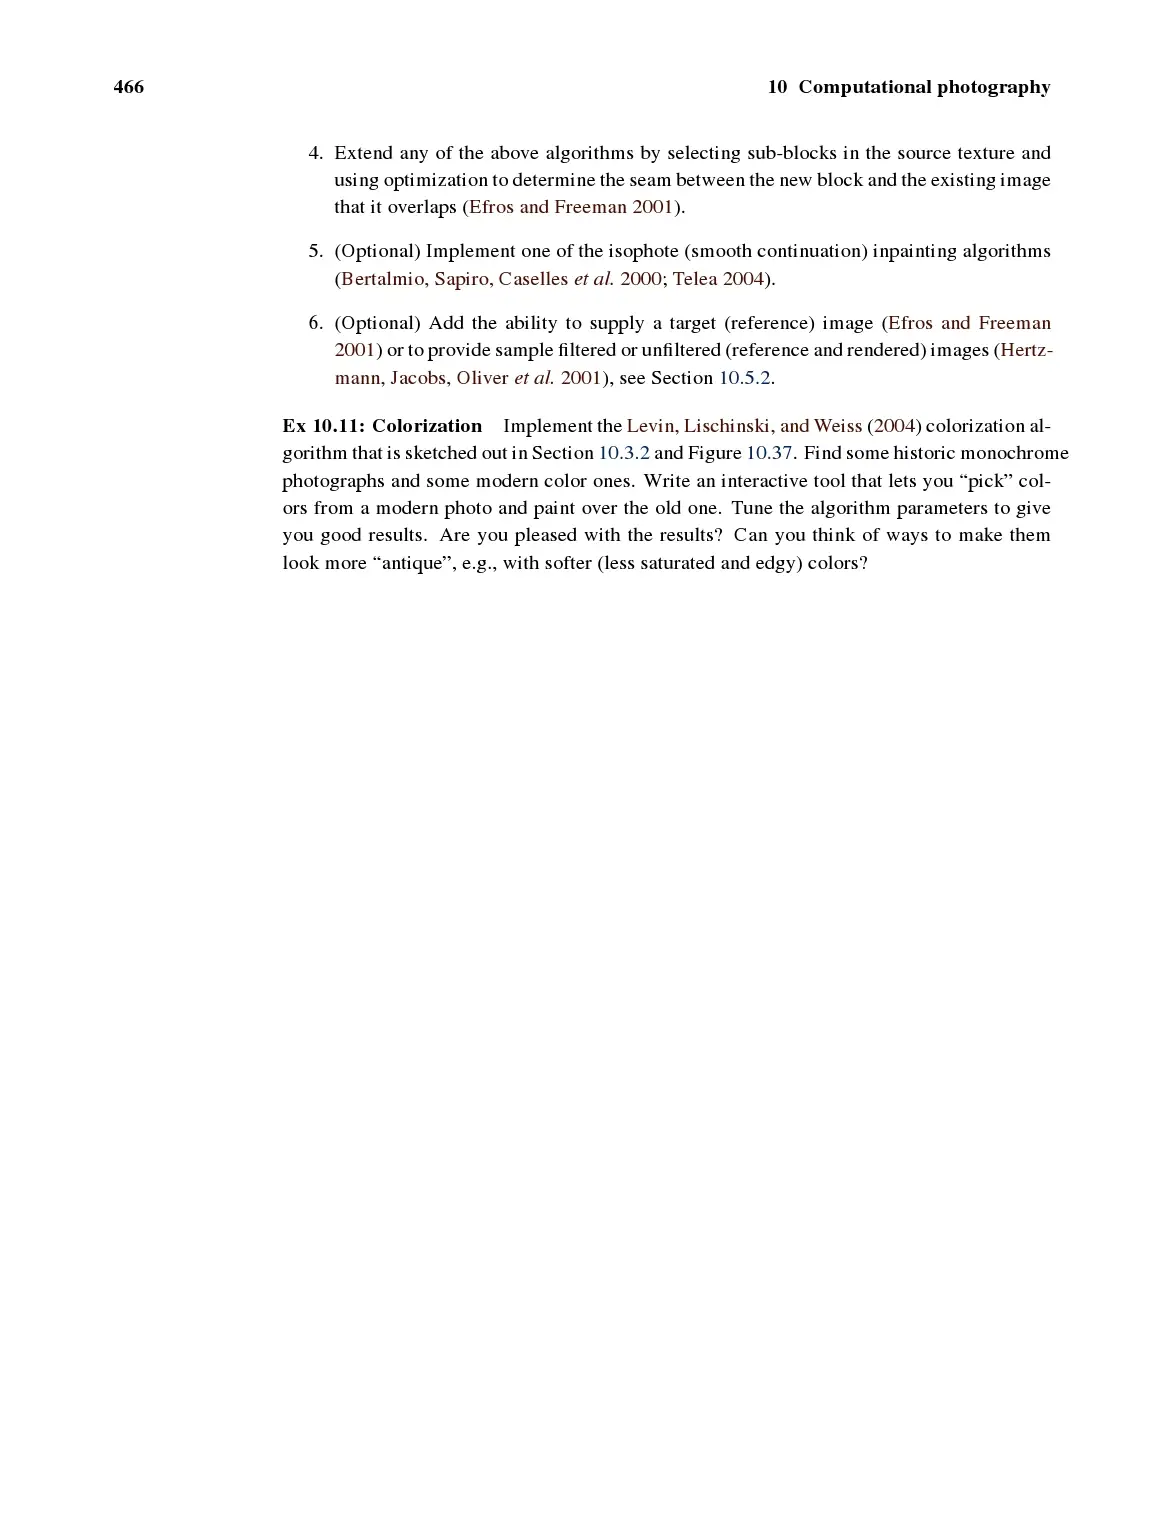 466 10 Computational photography
4. Extend any of the above algorithms by selecting sub-blocks in the source texture and
using optimization to determine the seam between the new block and the existing image
that it overlaps (Efros and Freeman 2001).
5. (Optional) Implement one of the isophote (smooth continuation) inpainting algorithms
(Bertalmio, Sapiro, Caselles et al. 2000; Telea 2004).
6. (Optional) Add the ability to supply a target (reference) image (Efros and Freeman
2001) or to provide sample filtered or unfiltered (reference and rendered) images (Hertz-
mann, Jacobs, Oliver et al. 2001), see Section 10.5.2.
Ex 10.11: Colorization Implement the Levin, Lischinski, and Weiss (2004) colorization al-
gorithm that is sketched out in Section 10.3.2 and Figure 10.37. Find some historic monochrome
photographs and some modern color ones. Write an interactive tool that lets you “pick” col-
ors from a modern photo and paint over the old one. Tune the algorithm parameters to give
you good results. Are you pleased with the results? Can you think of ways to make them
look more “antique”, e.g., with softer (less saturated and edgy) colors?